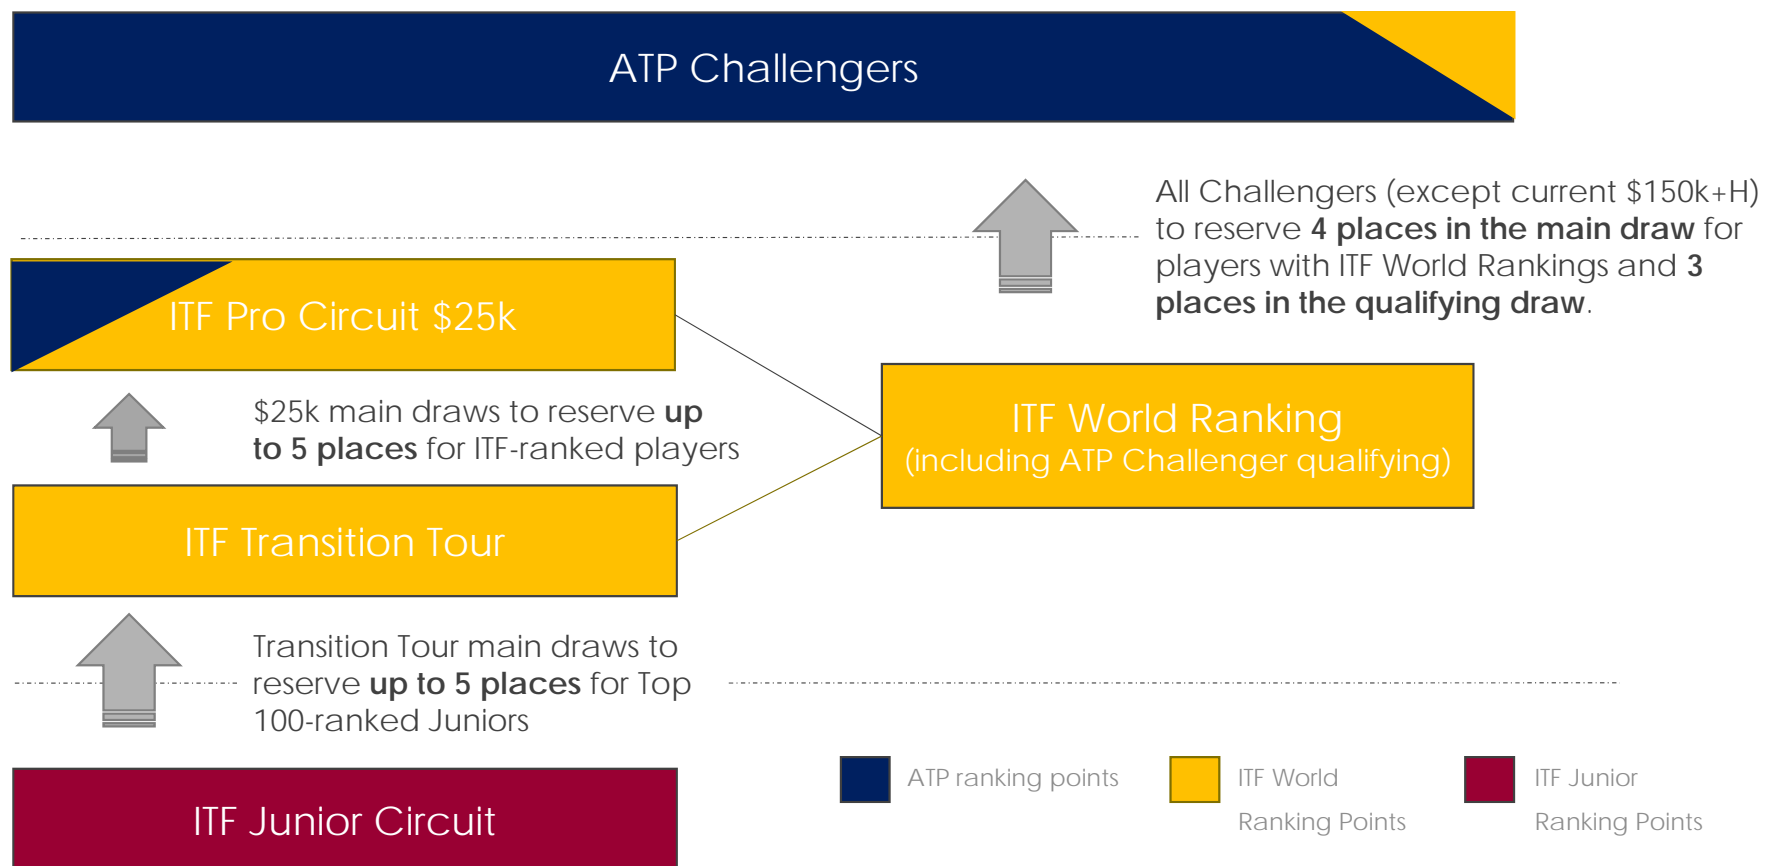 ATP Challengers
All Challengers (except current $150k+H)
to reserve 4 places in the main draw for
players with ITF World Rankings and 3
places in the qualifying draw.
ITF Pro Circuit $25k
$25k main draws to reserve up
to 5 places for ITF-ranked players
ITF World Ranking
(including ATP Challenger qualifying)
ITF Transition Tour
Transition Tour main draws to
reserve up to 5 places for Top
100-ranked Juniors
ITF Junior Circuit
ATP ranking points
ITF World
Ranking Points
ITF Junior
Ranking Points